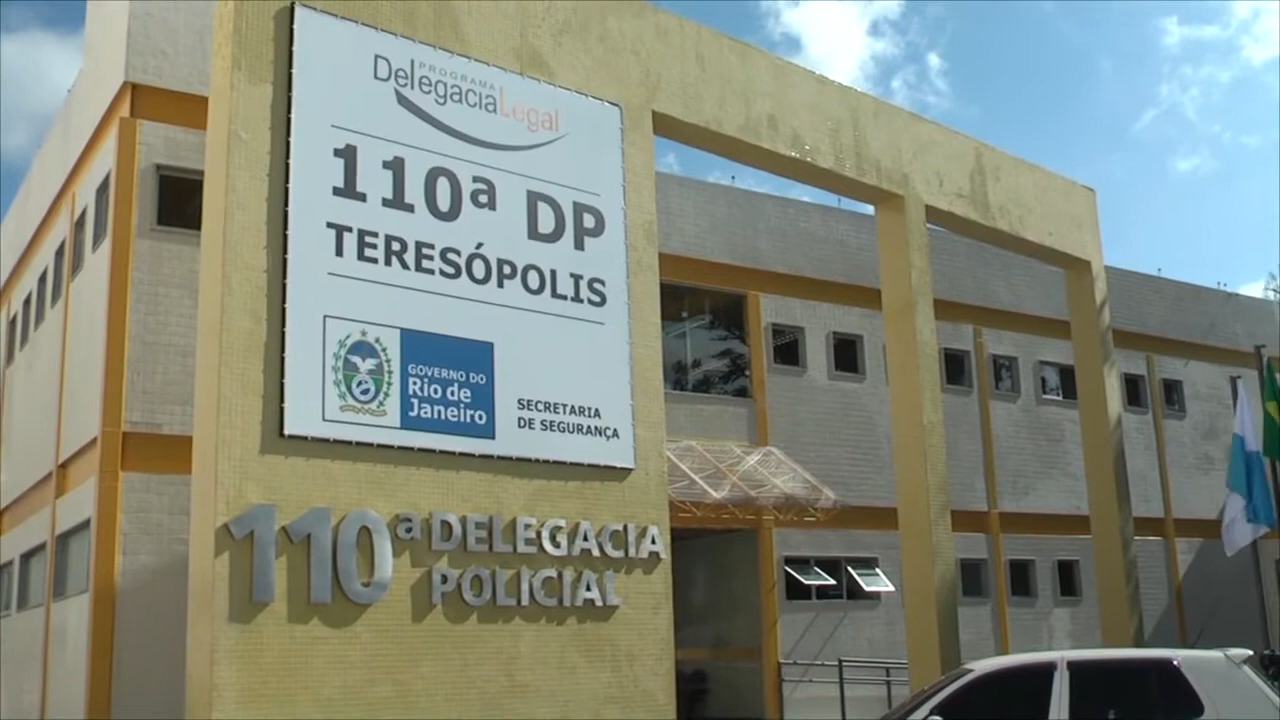 PROGRAMA
DelegaciaLegal
110ª DP
TERESÓPOLIS
GOVERNO DO
Rio de
Janeiro
SECRETARIA
DE SEGURANÇA
110ª DELEGACIA
POLICIAL